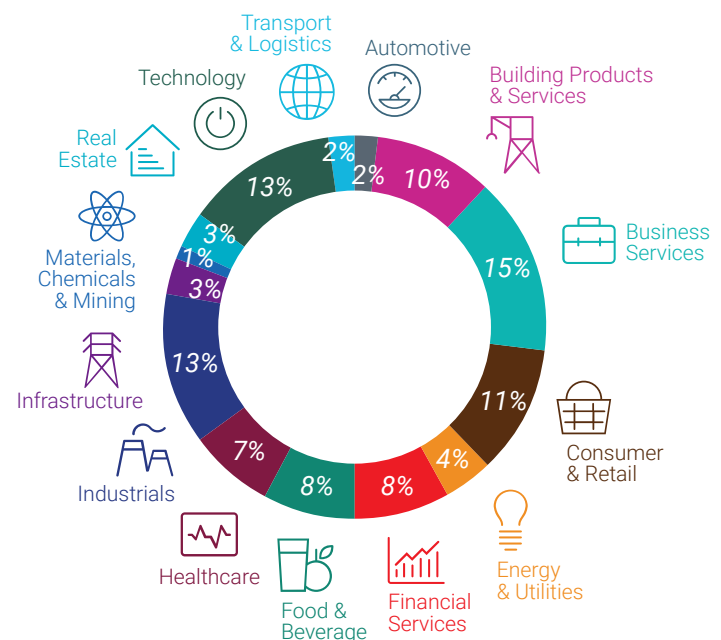 Transport
& Logistics
Automotive
Building Products
& Services
Technology
Real
Estate
2%
2%
10%
13%
3%
15%
Business
Services
Materials,
Chemicals
& Mining
1%
3%
13%
Infrastructure
11%
Consumer
& Retail
7%
4%
8%
8%
Industrials
Healthcare
Energy
& Utilities
Food &
Beverage
Financial
Services